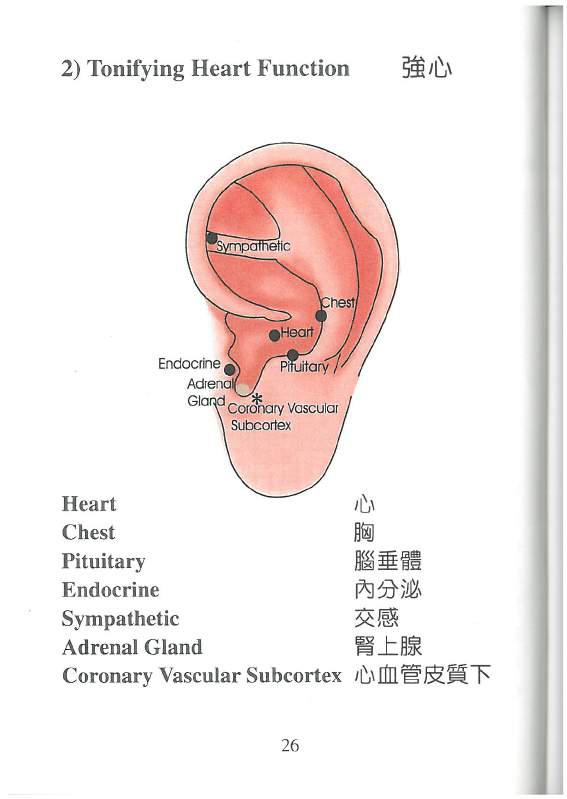 2) Tonifying Heart Function 強心
Sympathetic
Chest
Heart
Endocrine
Pituitary
Adrenal
Gland
*
Coronary Vascular
Subcortex
Heart 心
Chest 胸
Pituitary 腦垂體
Endocrine 內分泌
Sympathetic 交感
Adrenal Gland 腎上腺
Coronary Vascular Subcortex 心血管皮質下
26